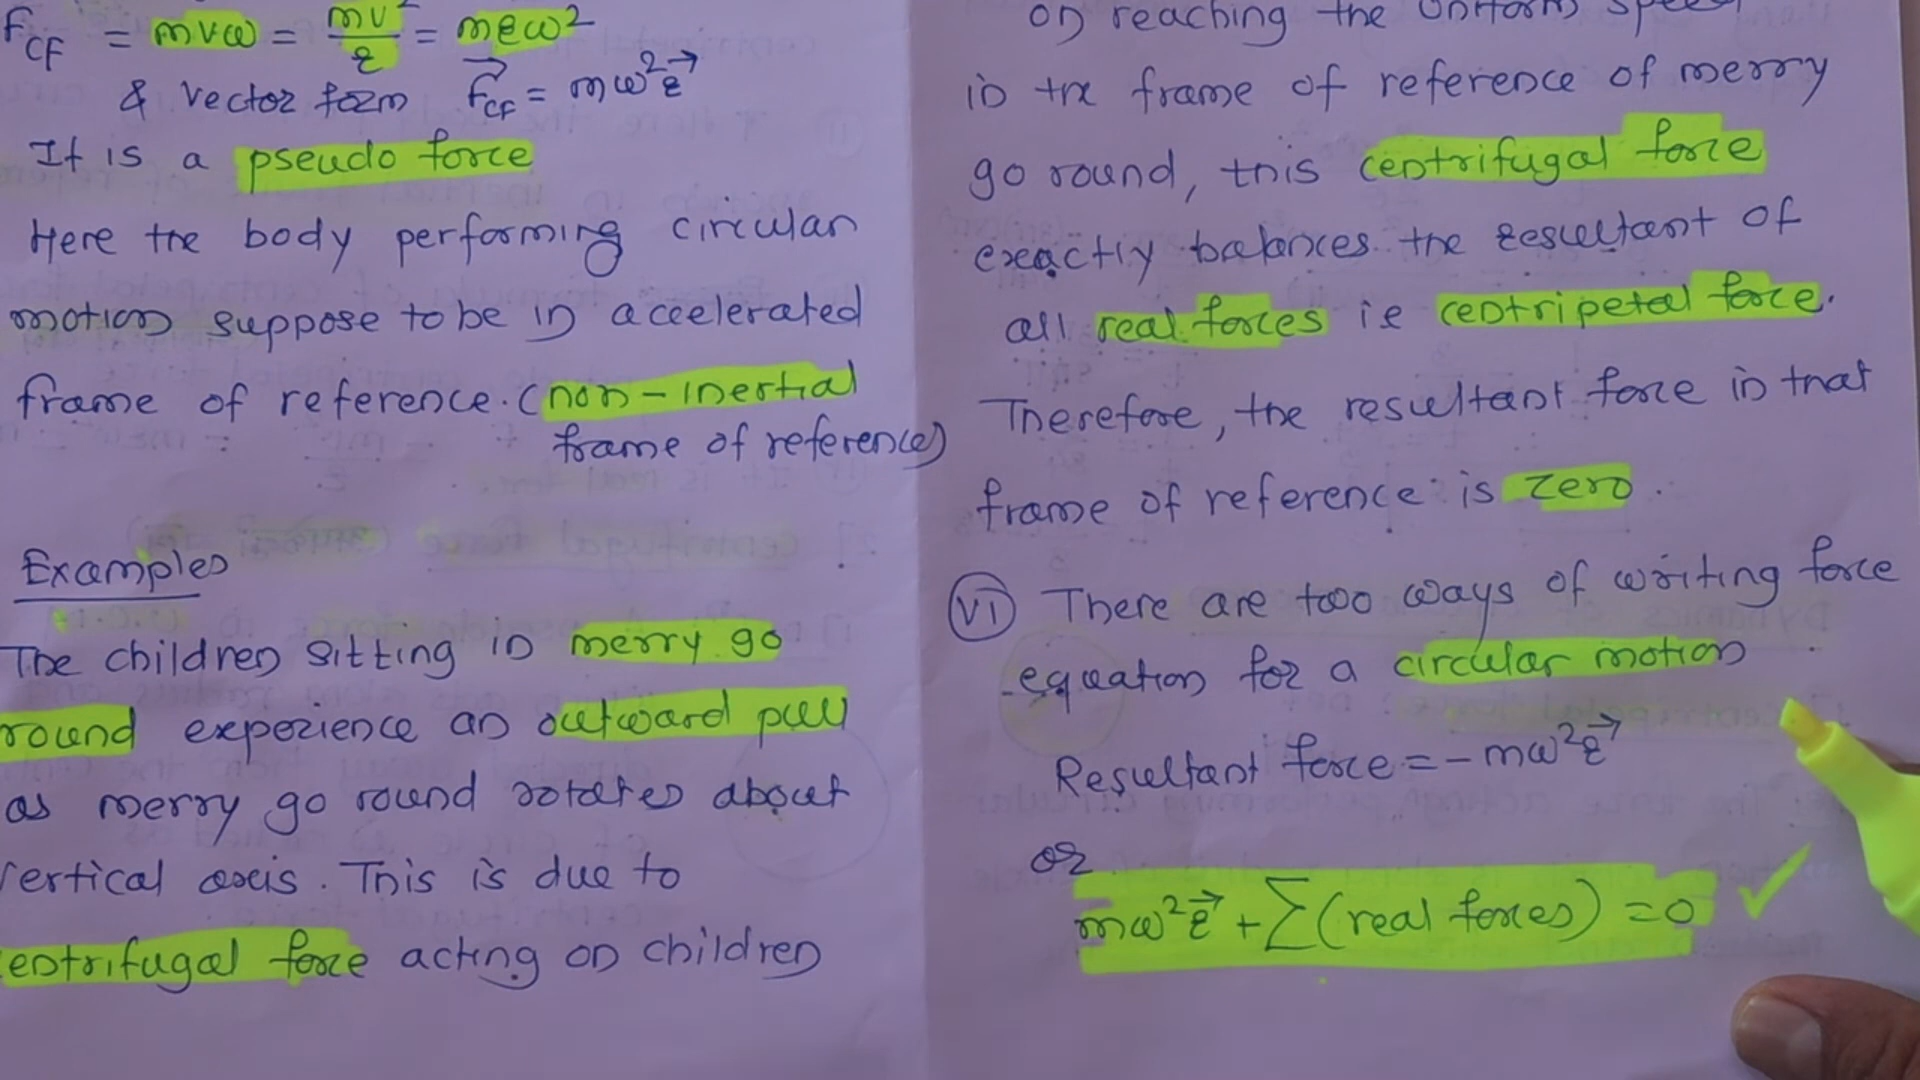 F_CF = mvω = mv²/r = mrω²
& vector form F⃗_CF = mω²r⃗
It is a pseudo force
Here the body performing circular
motion suppose to be in accelerated
frame of reference. (non-inertial
frame of reference)
Examples
The children sitting in merry go
round experience an outward pull
as merry go round rotates about
vertical axis. This is due to
centrifugal force acting on children
on reaching the uniform speed
in the frame of reference of merry
go round, this centrifugal force
exactly balances the resultant of
all real forces ie centripetal force.
Therefore, the resultant force in that
frame of reference is zero.
(VI) There are two ways of writing force
equation for a circular motion
Resultant force = - mω²r⃗
or
mω²r⃗ + Σ(real forces) = 0 ✓